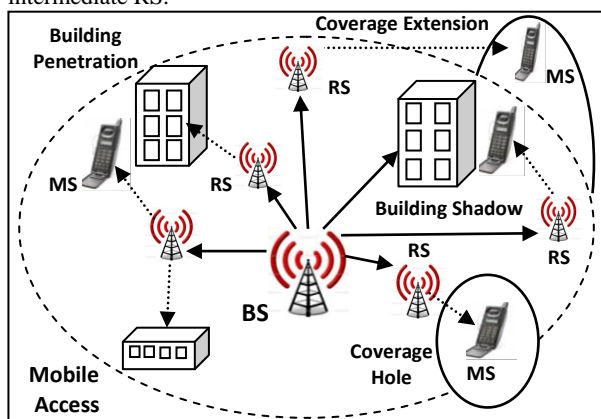 intermediate RS.
Building
Penetration
Coverage Extension
RS
MS
MS
RS
Building Shadow
RS
RS
BS
Coverage
Hole
MS
Mobile
Access